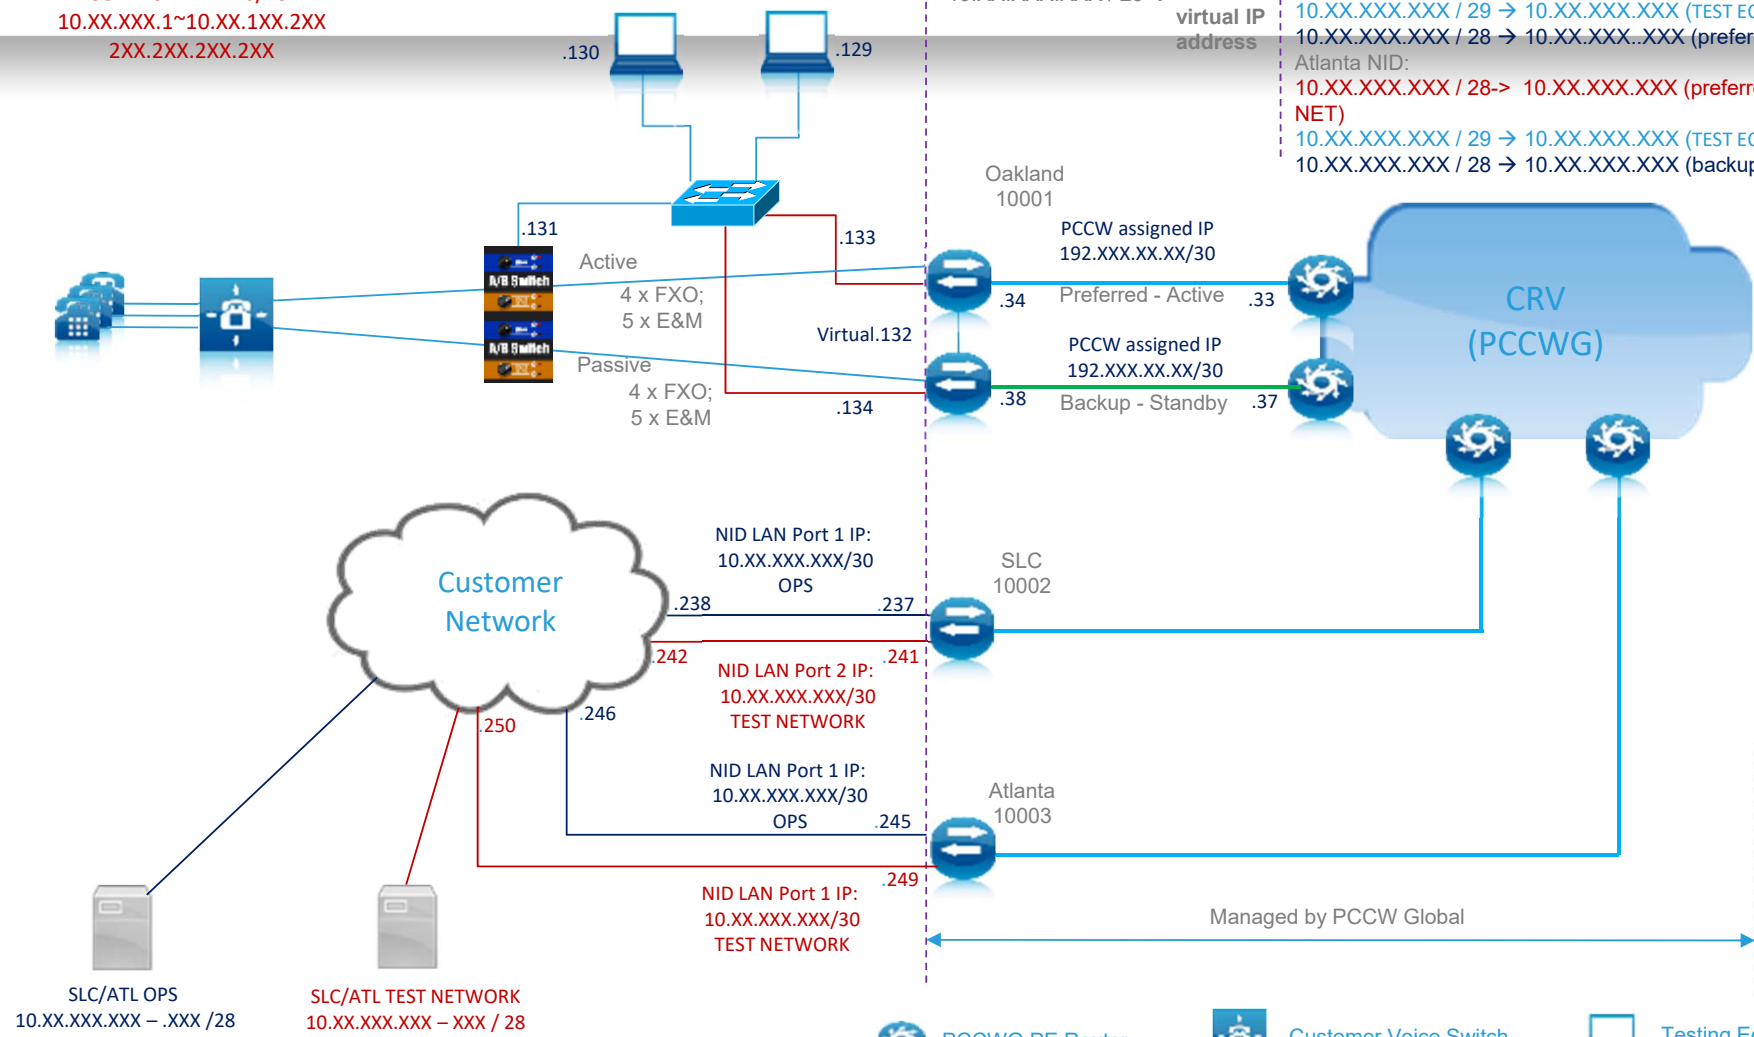 10.XX.XXX.1~10.XX.1XX.2XX
2XX.2XX.2XX.2XX
.130
.129
virtual IP
address
10.XX.XXX.XXX / 29 → 10.XX.XXX.XXX (TEST
10.XX.XXX.XXX / 28 → 10.XX.XXX..XXX
Atlanta NID:
10.XX.XXX.XXX / 28-> 10.XX.XXX.XXX
NET)
10.XX.XXX.XXX / 29 → 10.XX.XXX.XXX (TEST
10.XX.XXX.XXX / 28 → 10.XX.XXX.XXX (backup
Oakland
10001
.131
.133
Active
A/B Switch
4 x FXO;
5 x E&M
A/B Switch
Passive
4 x FXO;
5 x E&M
Virtual.132
.134
PCCW assigned IP
192.XXX.XX.XX/30
.34
Preferred - Active
.33
PCCW assigned IP
192.XXX.XX.XX/30
.38
Backup - Standby
.37
CRV
(PCCWG)
Customer
Network
NID LAN Port 1 IP:
10.XX.XXX.XXX/30
OPS
.238
.237
SLC
10002
.242
.241
NID LAN Port 2 IP:
10.XX.XXX.XXX/30
TEST NETWORK
.250
.246
NID LAN Port 1 IP:
10.XX.XXX.XXX/30
OPS
.245
Atlanta
10003
.249
NID LAN Port 1 IP:
10.XX.XXX.XXX/30
TEST NETWORK
Managed by PCCW Global
SLC/ATL OPS
10.XX.XXX.XXX – .XXX /28
SLC/ATL TEST NETWORK
10.XX.XXX.XXX – XXX / 28
PCCWG PE Router
Customer Voice Switch
Testing